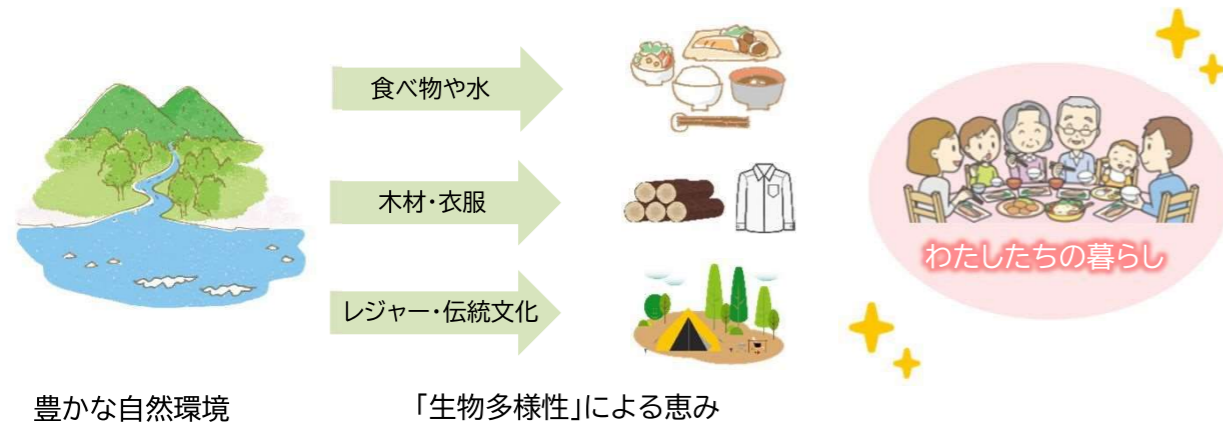 食べ物や水
木材・衣服
レジャー・伝統文化
わたしたちの暮らし
豊かな自然環境
「生物多様性」による恵み